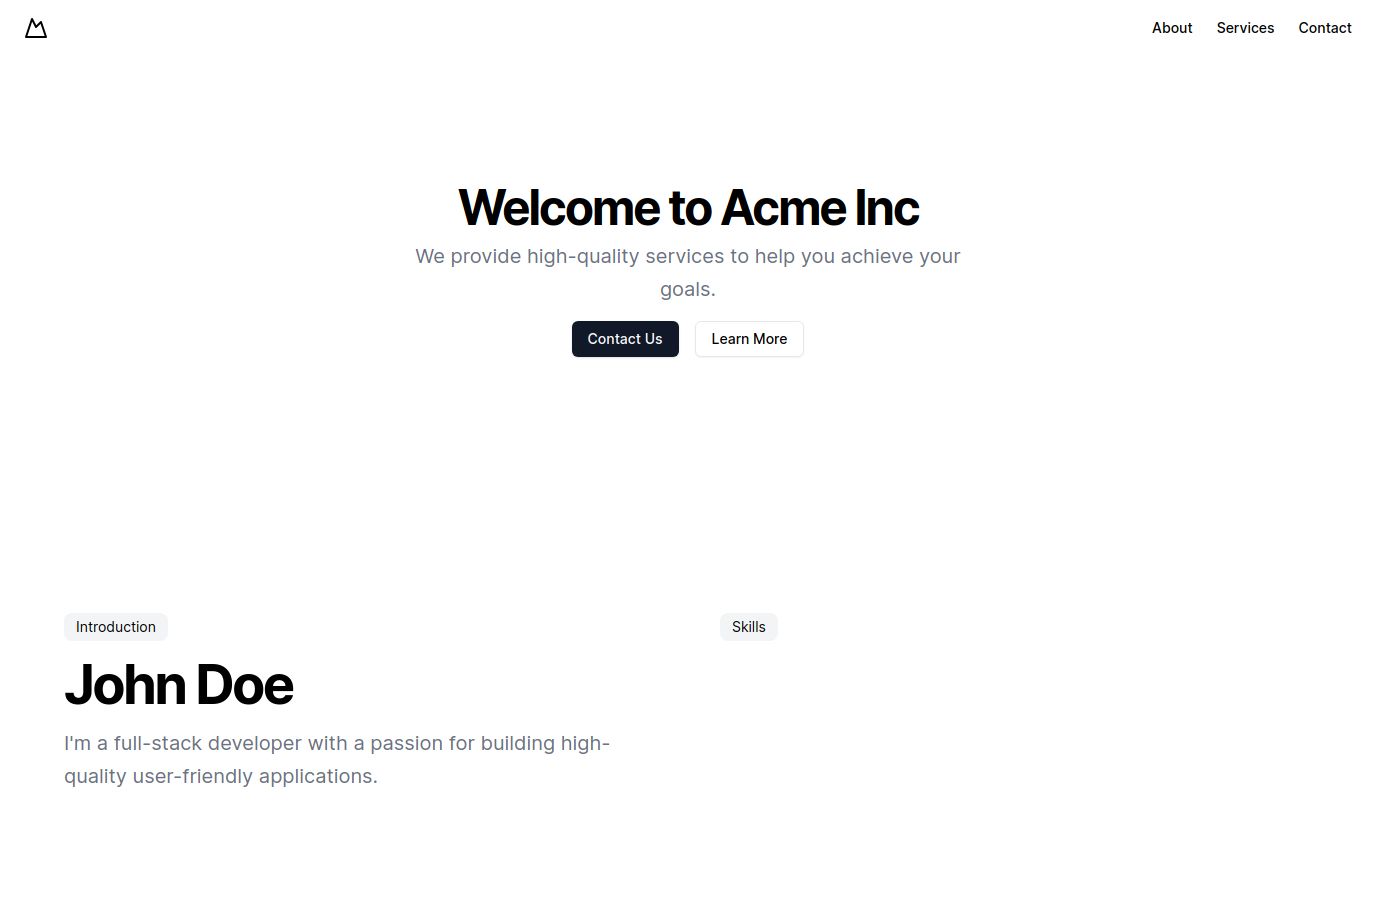 About Services Contact
Welcome to Acme Inc
We provide high-quality services to help you achieve your
goals.
Contact Us Learn More
Introduction
John Doe
I'm a full-stack developer with a passion for building high-
quality user-friendly applications.
Skills